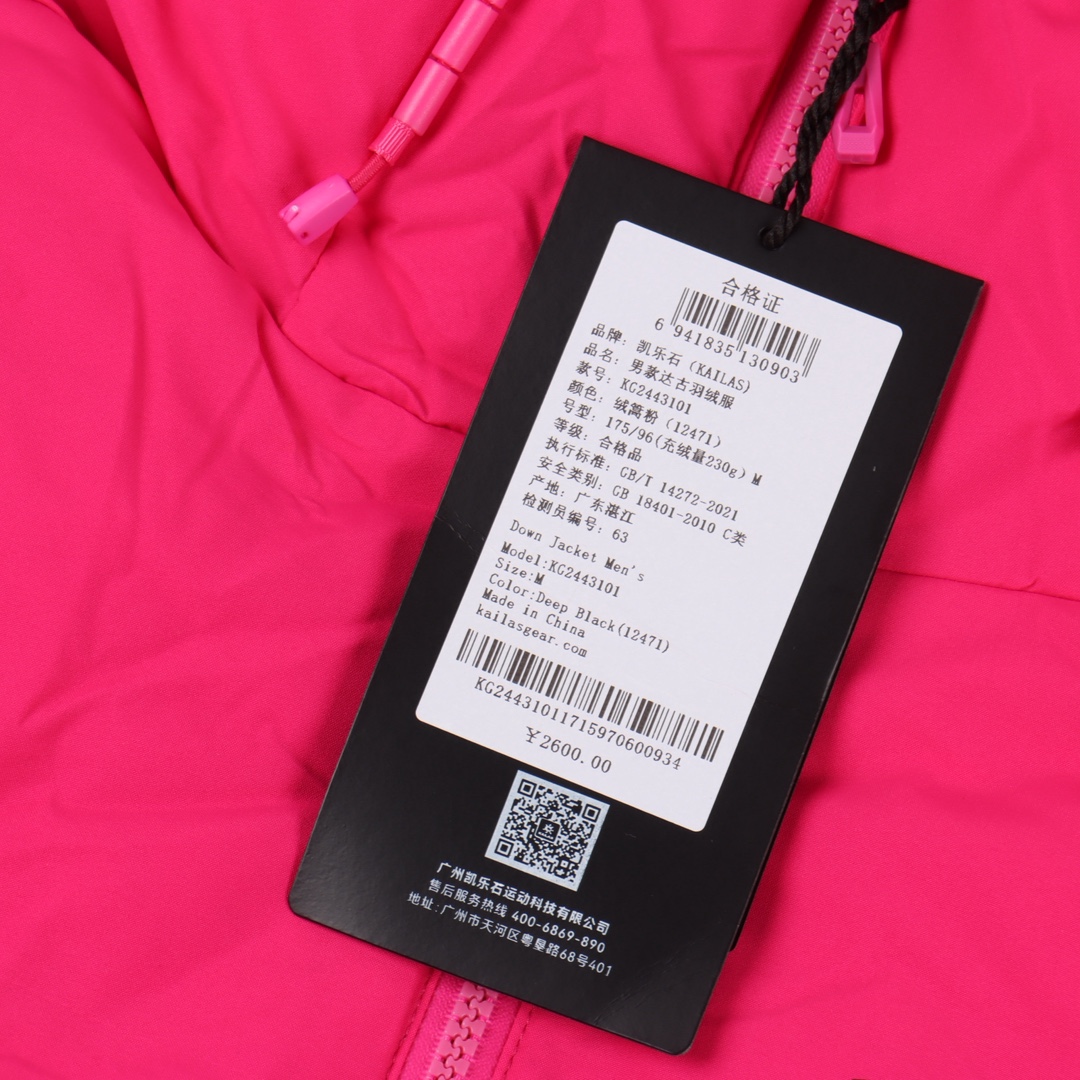 合格证
6 941835 130903
品牌: 凯乐石 (KAILAS)
品名: 男款达古羽绒服
款号: KG2443101
颜色: 绒篙粉 (12471)
号型: 175/96(充绒量230g) M
等级: 合格品
执行标准: GB/T 14272-2021
安全类别: GB 18401-2010 C类
产地: 广东湛江
检测员编号: 63
Down Jacket Men's
Model:KG2443101
Size:M
Color:Deep Black(12471)
Made in China
kailasgear.com
KG24431011715970600934
￥2600.00
广州凯乐石运动科技有限公司
售后服务热线 400-6869-890
地址:广州市天河区粤垦路68号401